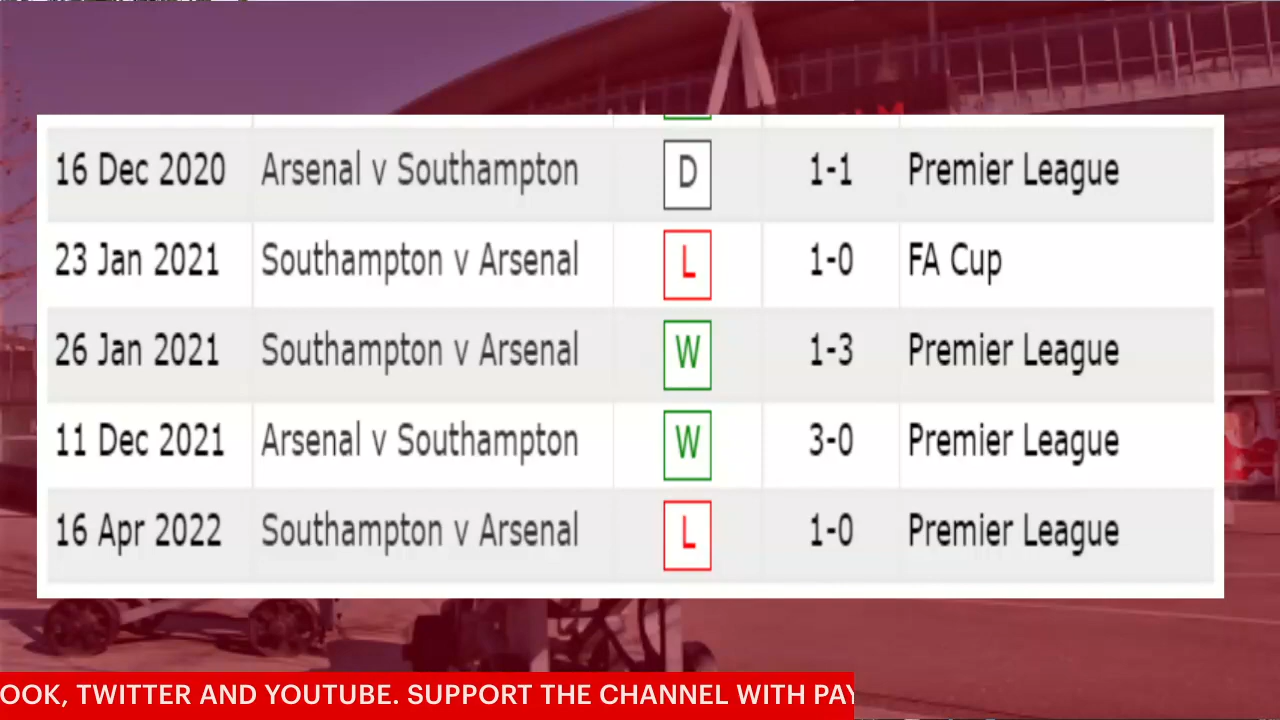 16 Dec 2020 Arsenal v Southampton D 1-1 Premier League
23 Jan 2021 Southampton v Arsenal L 1-0 FA Cup
26 Jan 2021 Southampton v Arsenal W 1-3 Premier League
11 Dec 2021 Arsenal v Southampton W 3-0 Premier League
16 Apr 2022 Southampton v Arsenal L 1-0 Premier League
OOK, TWITTER AND YOUTUBE. SUPPORT THE CHANNEL WITH PAY